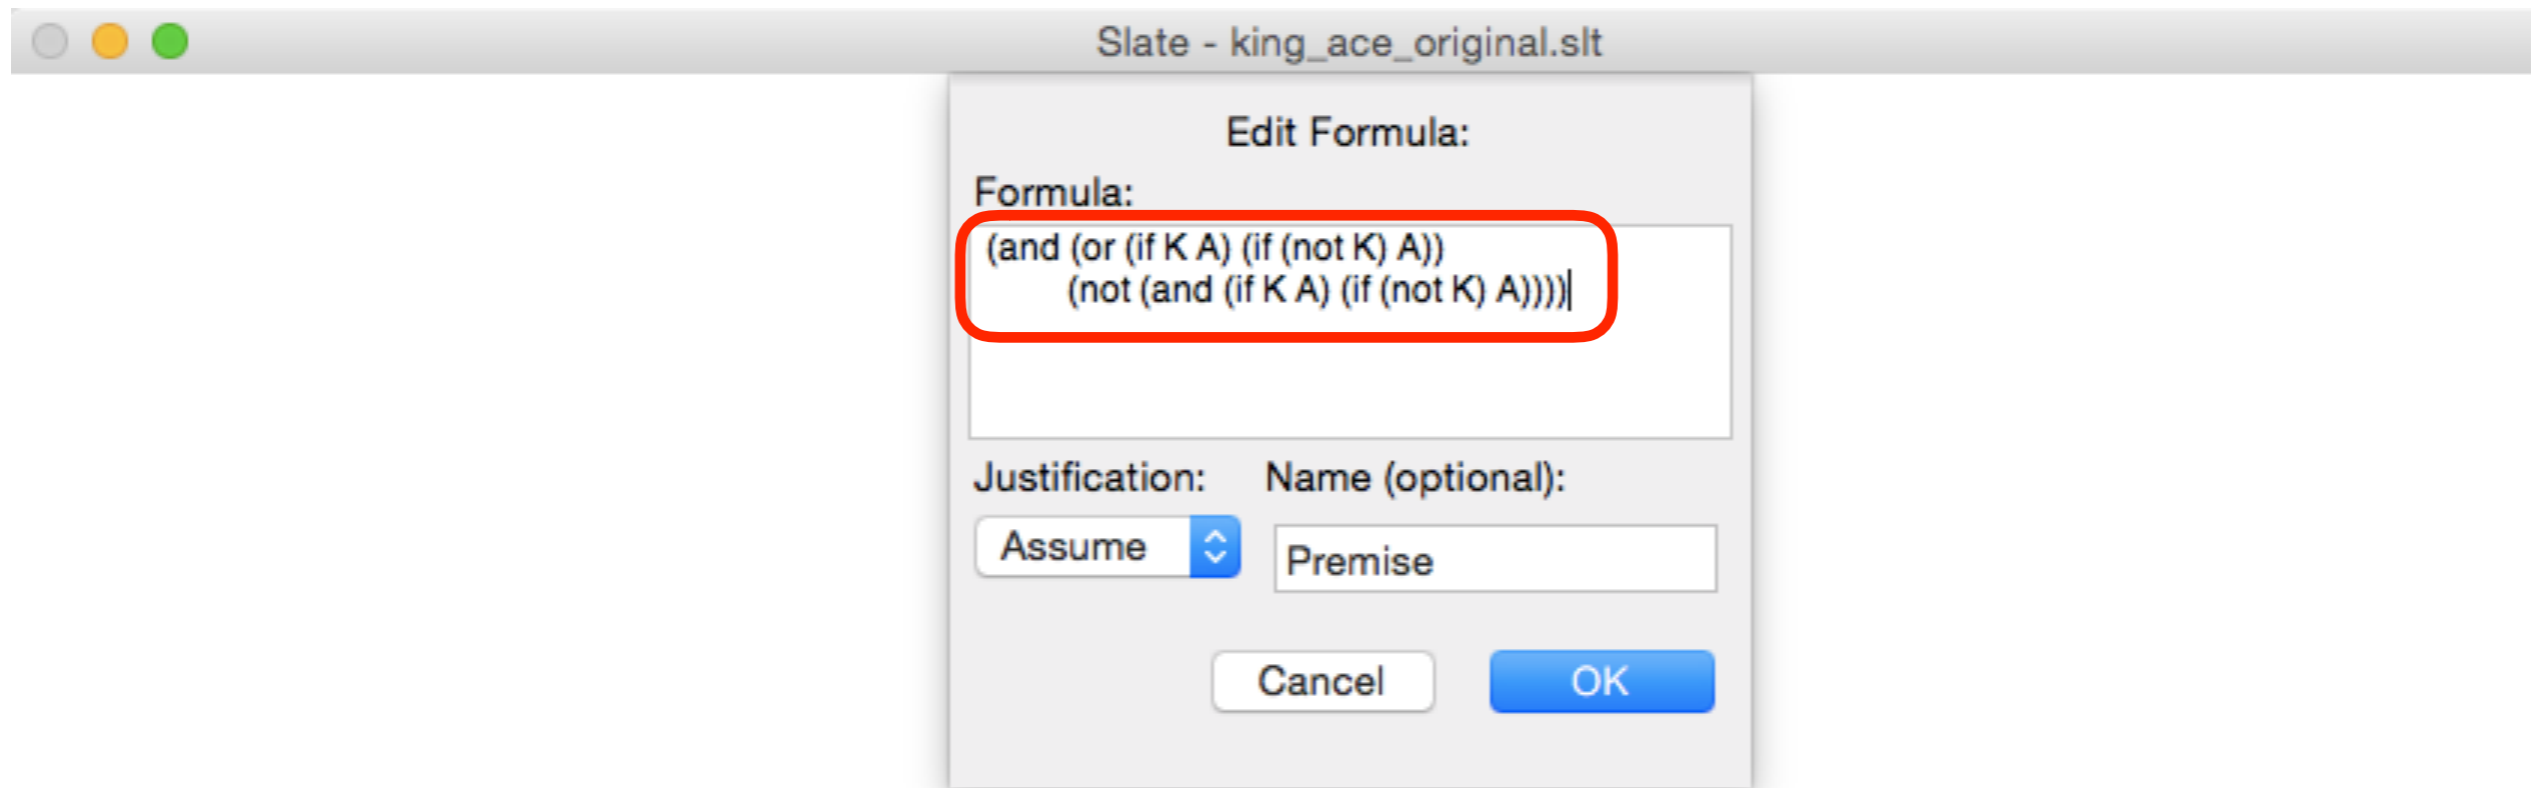 Slate - king_ace_original.slt
Edit Formula:
Formula:
(and (or (if K A) (if (not K) A))
(not (and (if K A) (if (not K) A))))
Justification: Name (optional):
Assume Premise
Cancel OK